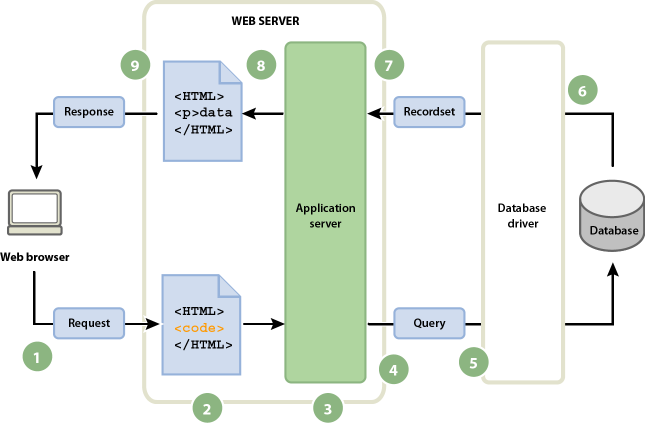 WEB SERVER
9
8
7
6
<HTML>
<p>data
</HTML>
Response
Recordset
Application
server
Database
driver
Database
Web browser
<HTML>
<code>
</HTML>
Request
Query
1
2
3
4
5